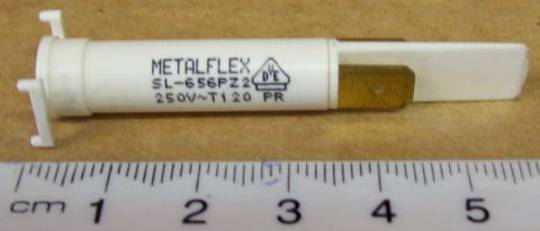 METALFLEX
SL-656PZ2
250V~T120 PR
cm 1 2 3 4 5